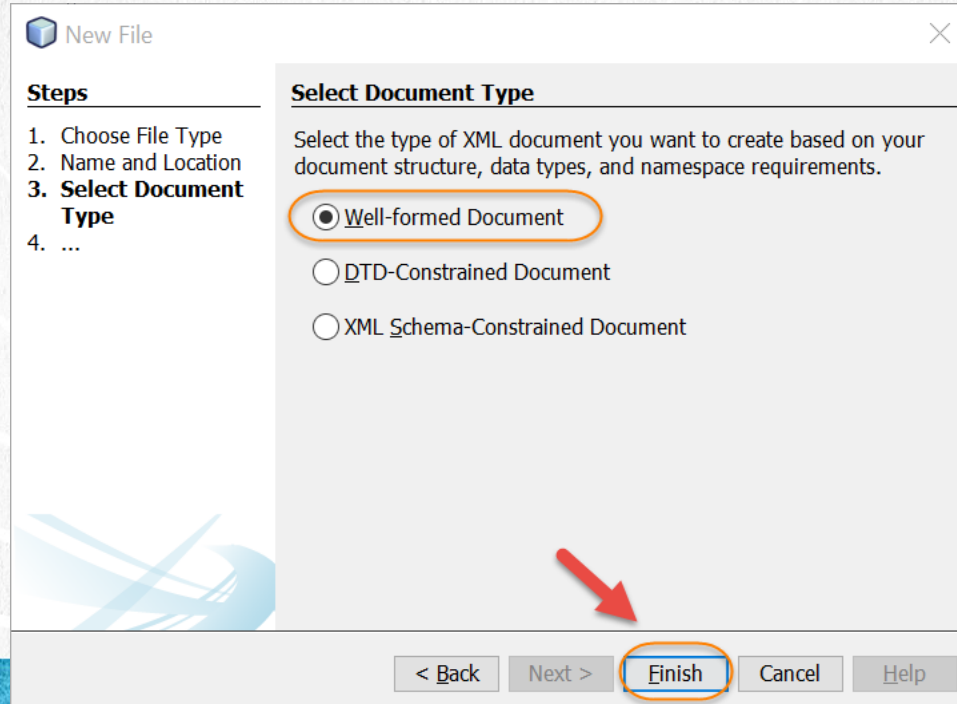 New File
Steps
1. Choose File Type
2. Name and Location
3. Select Document
Type
4. ...
Select Document Type
Select the type of XML document you want to create based on your
document structure, data types, and namespace requirements.
Well-formed Document
DTD-Constrained Document
XML Schema-Constrained Document
< Back Next > Finish Cancel Help